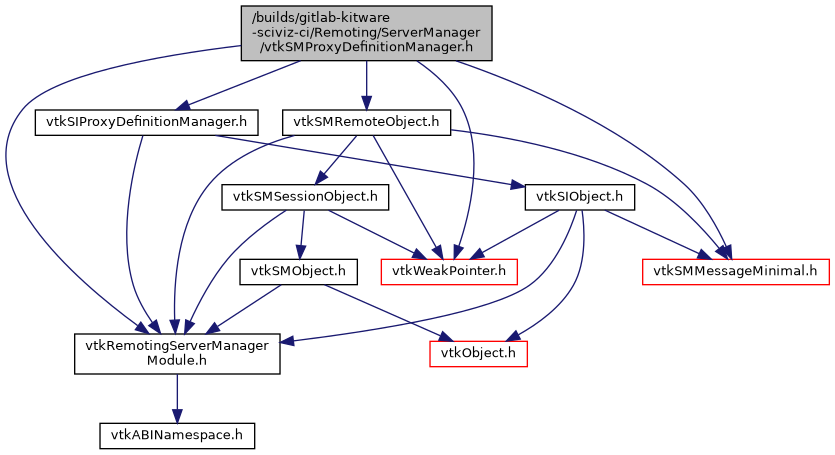 /builds/gitlab-kitware
-sciviz-ci/Remoting/ServerManager
/vtkSMProxyDefinitionManager.h
vtkSIProxyDefinitionManager.h
vtkSMRemoteObject.h
vtkSMSessionObject.h
vtkSIObject.h
vtkSMObject.h
vtkWeakPointer.h
vtkSMMessageMinimal.h
vtkRemotingServerManager
Module.h
vtkObject.h
vtkABINamespace.h